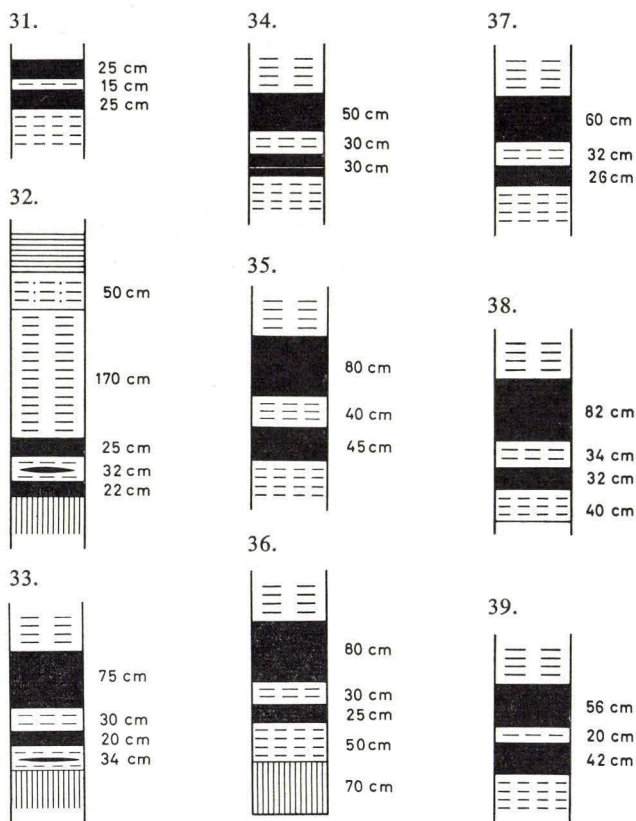 31.
25 cm
15 cm
25 cm
32.
50 cm
170 cm
25 cm
32 cm
22 cm
33.
75 cm
30 cm
20 cm
34 cm
34.
50 cm
30 cm
30 cm
35.
80 cm
40 cm
45 cm
36.
80 cm
30 cm
25 cm
50 cm
70 cm
37.
60 cm
32 cm
26 cm
38.
82 cm
34 cm
32 cm
40 cm
39.
56 cm
20 cm
42 cm